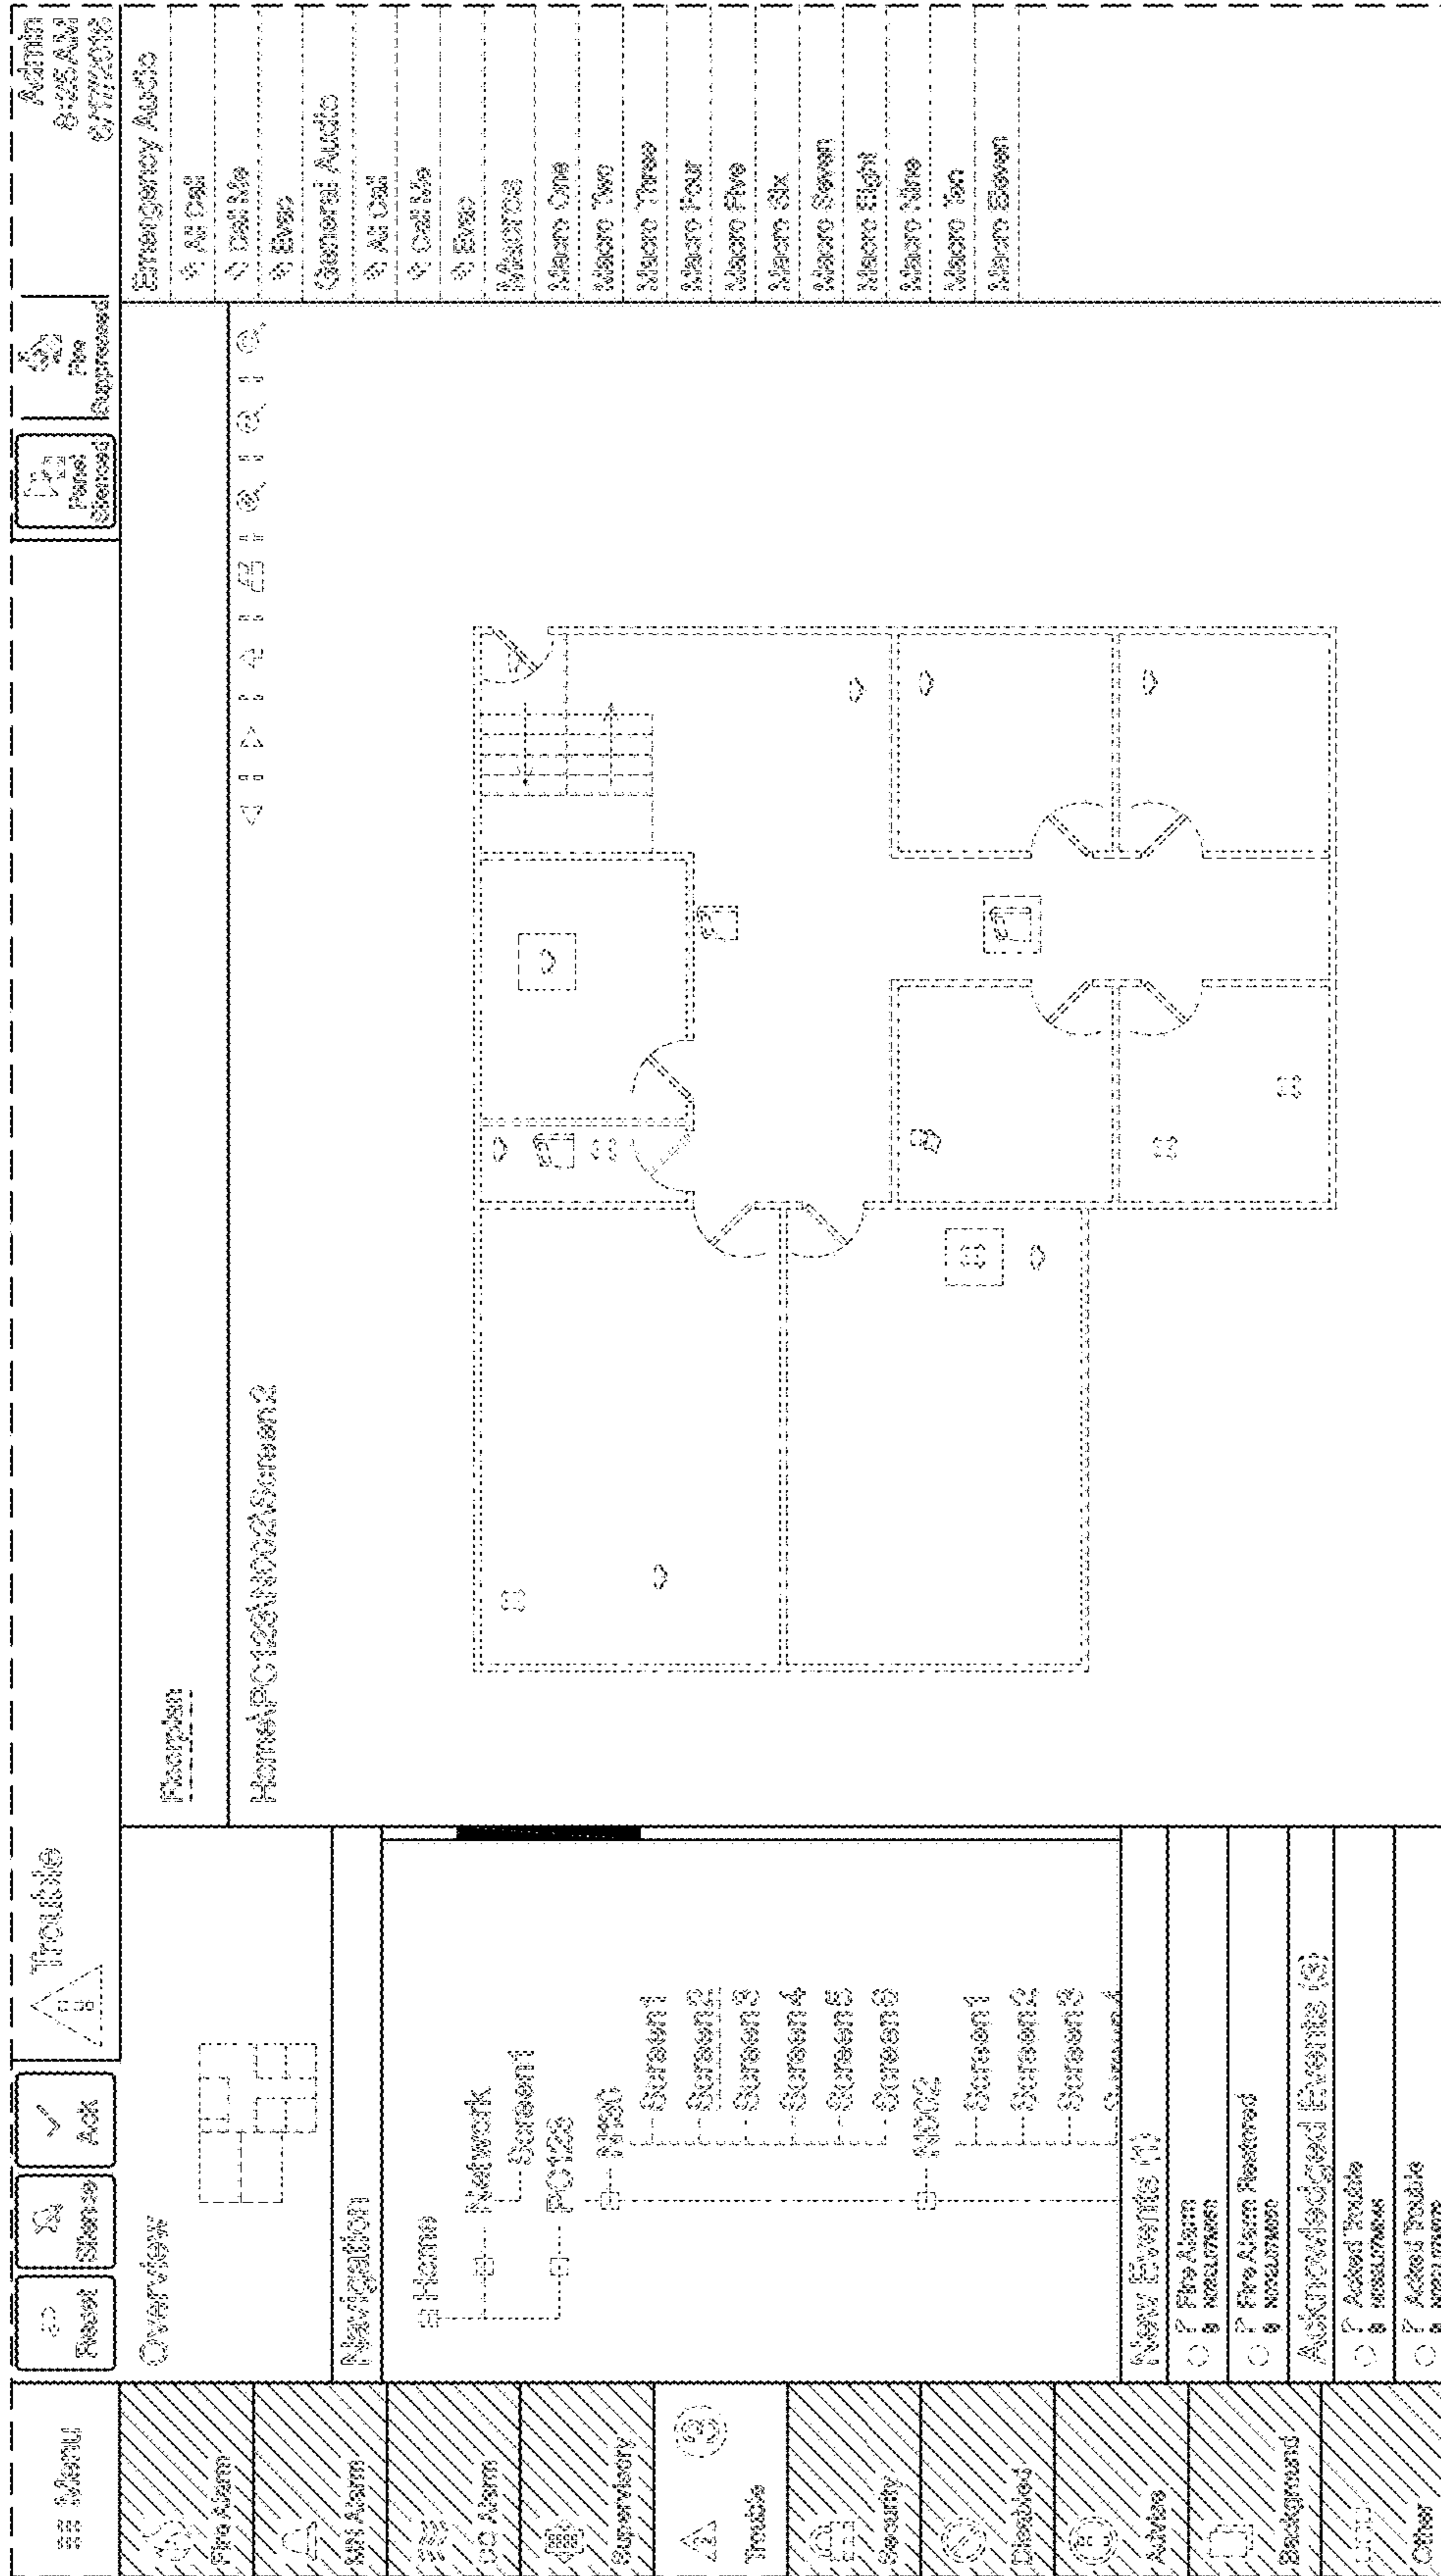 Menu
Reset
Silence
Ack
Trouble
Panel
Silenced
Fire
Suppressed
Admin
8:25AM
Fire Alarm
MN Alarm
CO Alarm
Supervisory
Trouble
Security
Disabled
Advise
Background
Other
Overview
Navigation
Home
Network
Screen1
PC123
Screen1
Screen2
Screen3
Screen4
Screen5
Screen6
N002
Screen1
Screen2
Screen3
Screen4
New Events (1)
Fire Alarm
Fire Alarm Restored
Acknowledged Events (3)
Acked Trouble
Acked Trouble
Floorplan
Home\PC123\N002\Screen2
Emergency Audio
All Call
Call Me
Evac
General Audio
All Call
Call Me
Evac
Macros
Macro One
Macro Two
Macro Three
Macro Four
Macro Five
Macro Six
Macro Seven
Macro Eight
Macro Nine
Macro Ten
Macro Eleven